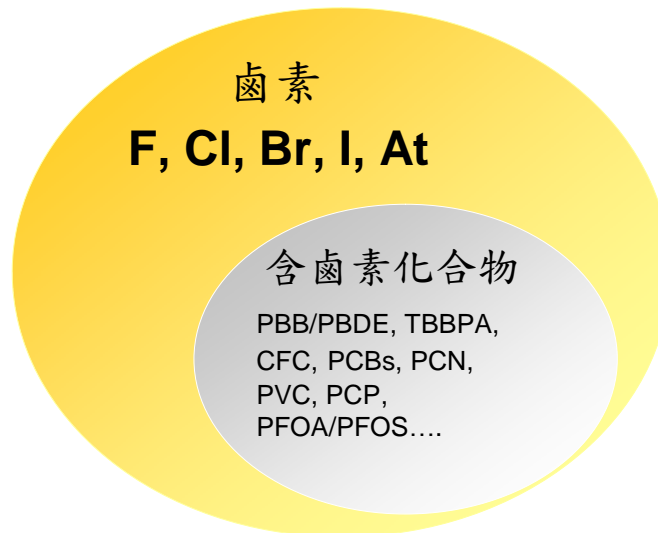 鹵素
F, Cl, Br, I, At
含鹵素化合物
PBB/PBDE, TBBPA,
CFC, PCBs, PCN,
PVC, PCP,
PFOA/PFOS….